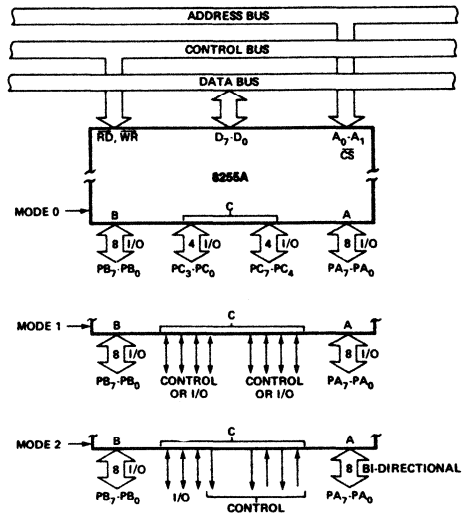 ADDRESS BUS
CONTROL BUS
DATA BUS
RD, WR D7-D0 A0-A1
CS
8255A
MODE 0 B C A
8 I/O 4 I/O 4 I/O 8 I/O
PB7-PB0 PC3-PC0 PC7-PC4 PA7-PA0
MODE 1 B C A
8 I/O CONTROL OR I/O CONTROL OR I/O 8 I/O
PB7-PB0 PA7-PA0
MODE 2 B C A
8 I/O 8 BI-DIRECTIONAL
PB7-PB0 I/O CONTROL PA7-PA0